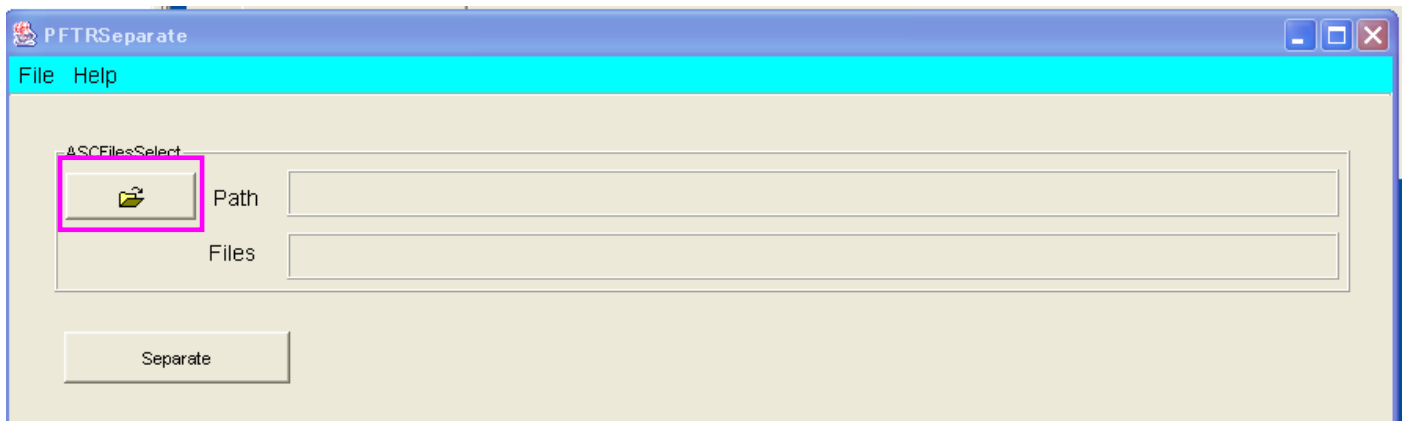 PFTRSeparate
File Help
ASCFilesSelect
Path
Files
Separate